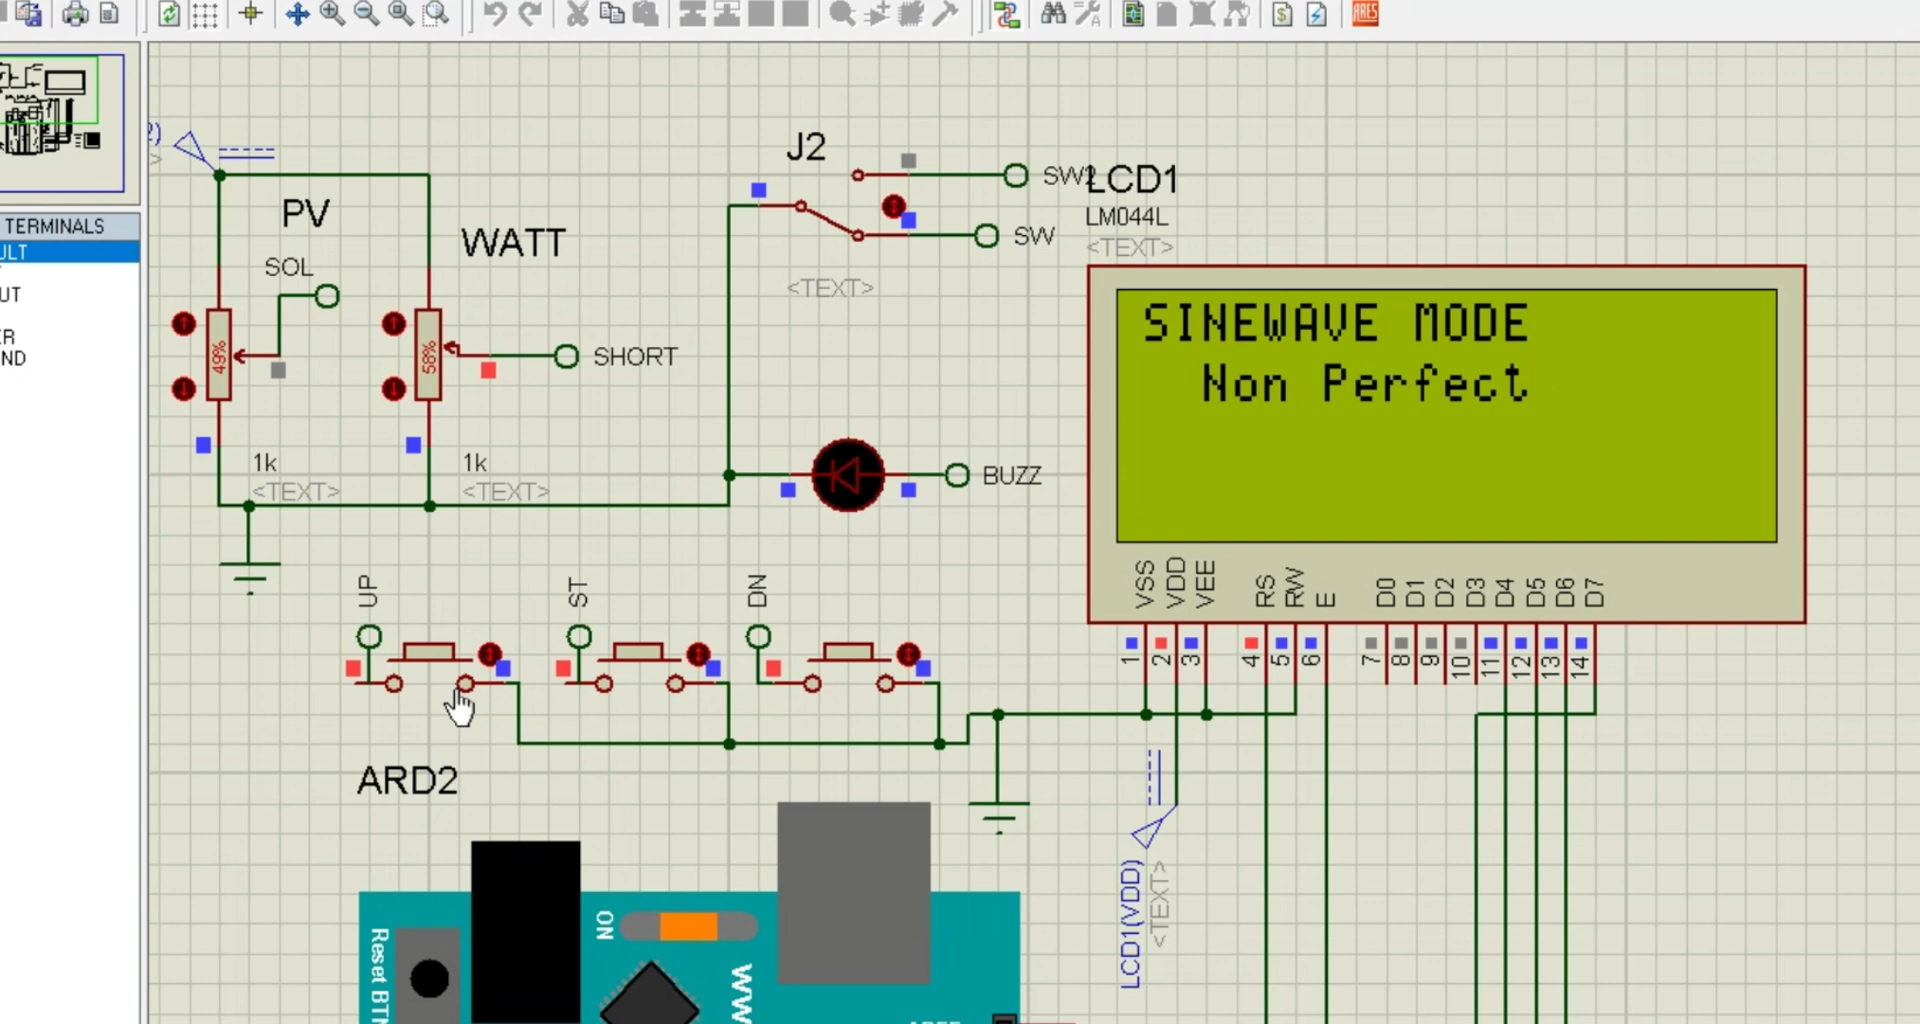 ARES
TERMINALS
J2
SW2
LCD1
PV
LM044L
WATT
SW
<TEXT>
SOL
<TEXT>
SINEWAVE MODE
Non Perfect
49%
58%
SHORT
1k
1k
BUZZ
<TEXT>
<TEXT>
UP
ST
DN
VSS
VDD
VEE
RS
RW
E
D0
D1
D2
D3
D4
D5
D6
D7
1
2
3
4
5
6
7
8
9
10
11
12
13
14
ARD2
LCD1(VDD)
<TEXT>
ON
Reset BTN